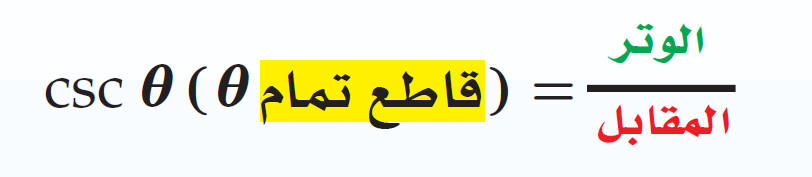 csc θ (θ قاطع تمام) = الوتر
المقابل